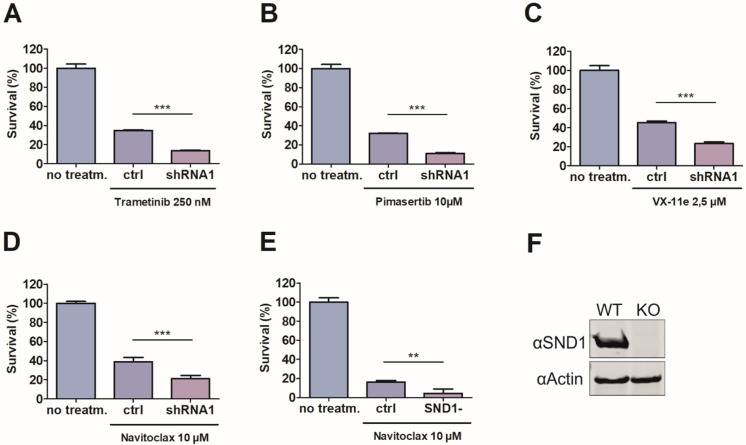 A
Survival (%)
120
100
80
60
40
20
0
***
no treatm. ctrl shRNA1
Trametinib 250 nM
B
Survival (%)
120
100
80
60
40
20
0
***
no treatm. ctrl shRNA1
Pimasertib 10µM
C
Survival (%)
120
100
80
60
40
20
0
***
no treatm. ctrl shRNA1
VX-11e 2,5 µM
D
Survival (%)
120
100
80
60
40
20
0
***
no treatm. ctrl shRNA1
Navitoclax 10 µM
E
Survival (%)
120
100
80
60
40
20
0
**
no treatm. ctrl SND1-
Navitoclax 10 µM
F
WT KO
αSND1
αActin